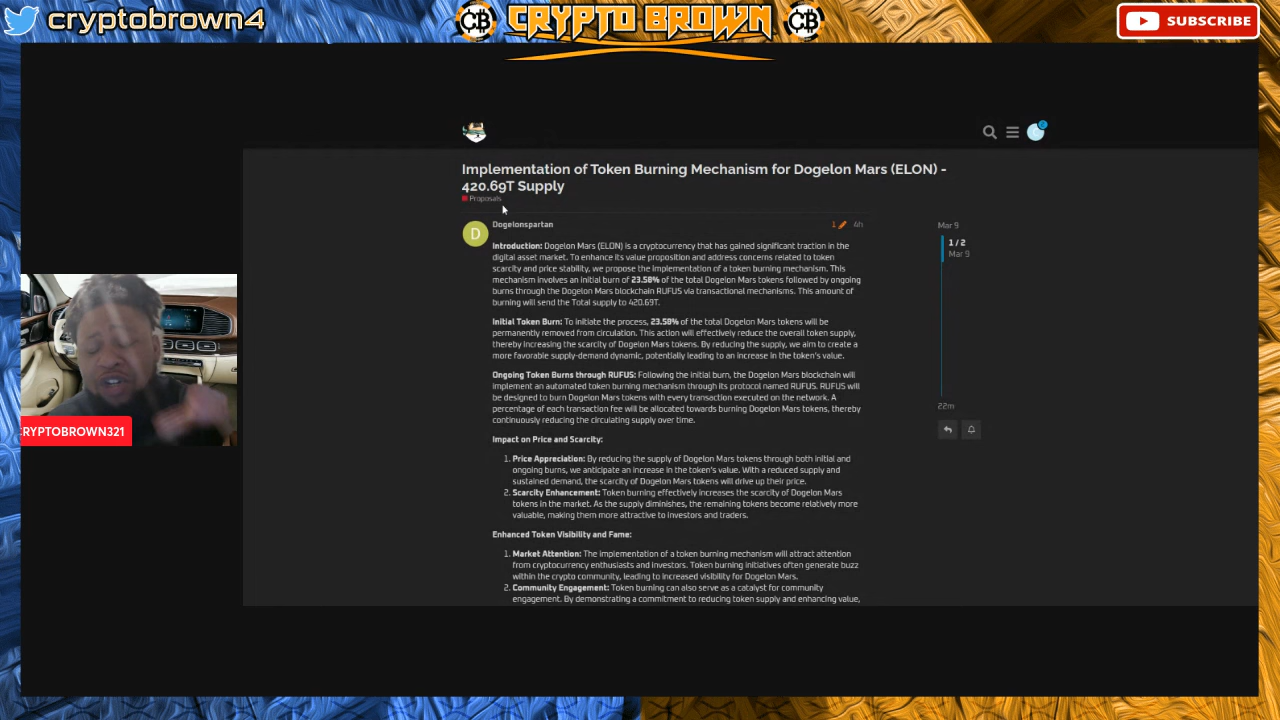 cryptobrown4
CB
CRYPTO BROWN
CB
SUBSCRIBE
Implementation of Token Burning Mechanism for Dogelon Mars (ELON) -
420.69T Supply
Proposals
D
Dogelonspartan
1
4h
Introduction: Dogelon Mars (ELON) is a cryptocurrency that has gained significant traction in the
digital asset market. To enhance its value proposition and address concerns related to token
scarcity and price stability, we propose the implementation of a token burning mechanism. This
mechanism involves an initial burn of 23.58% of the total Dogelon Mars tokens followed by ongoing
burns through the Dogelon Mars blockchain RUFUS via transactional mechanisms. This amount of
burning will send the Total supply to 420.69T.
Initial Token Burn: To initiate the process, 23.58% of the total Dogelon Mars tokens will be
permanently removed from circulation. This action will effectively reduce the overall token supply,
thereby increasing the scarcity of Dogelon Mars tokens. By reducing the supply, we aim to create a
more favorable supply-demand dynamic, potentially leading to an increase in the token's value.
Ongoing Token Burns through RUFUS: Following the initial burn, the Dogelon Mars blockchain will
implement an automated token burning mechanism through its protocol named RUFUS. RUFUS will
be designed to burn Dogelon Mars tokens with every transaction executed on the network. A
percentage of each transaction fee will be allocated towards burning Dogelon Mars tokens, thereby
continuously reducing the circulating supply over time.
Impact on Price and Scarcity:
1. Price Appreciation: By reducing the supply of Dogelon Mars tokens through both initial and
ongoing burns, we anticipate an increase in the token's value. With a reduced supply and
sustained demand, the scarcity of Dogelon Mars tokens will drive up their price.
2. Scarcity Enhancement: Token burning effectively increases the scarcity of Dogelon Mars
tokens in the market. As the supply diminishes, the remaining tokens become relatively more
valuable, making them more attractive to investors and traders.
Enhanced Token Visibility and Fame:
1. Market Attention: The implementation of a token burning mechanism will attract attention
from cryptocurrency enthusiasts and investors. Token burning initiatives often generate buzz
within the crypto community, leading to increased visibility for Dogelon Mars.
2. Community Engagement: Token burning can also serve as a catalyst for community
engagement. By demonstrating a commitment to reducing token supply and enhancing value,
Mar 9
1 / 2
Mar 9
22m
CRYPTOBROWN321